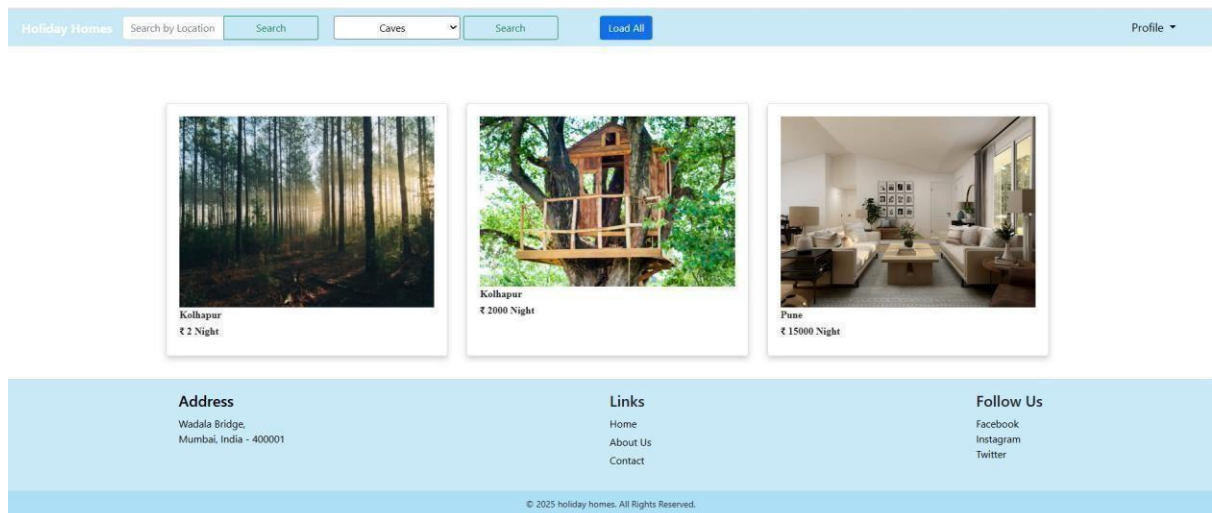 Holiday Homes Search by Location Search Caves Search Load All Profile
Kolhapur
₹ 2 Night
Kolhapur
₹ 2000 Night
Pune
₹ 15000 Night
Address
Wadala Bridge,
Mumbai, India - 400001
Links
Home
About Us
Contact
Follow Us
Facebook
Instagram
Twitter
© 2025 holiday homes. All Rights Reserved.